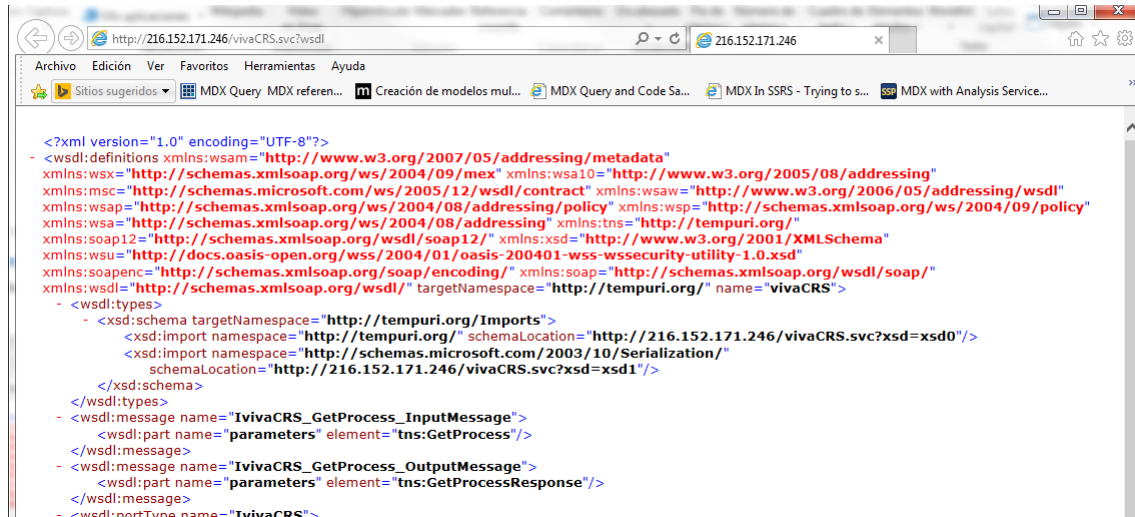 http://216.152.171.246/vivaCRS.svc?wsdl
216.152.171.246
Archivo Edición Ver Favoritos Herramientas Ayuda
Sitios sugeridos MDX Query MDX referen... Creación de modelos mul... MDX Query and Code Sa... MDX In SSRS - Trying to s... SSP MDX with Analysis Service...
<?xml version="1.0" encoding="UTF-8"?>
- <wsdl:definitions xmlns:wsam="http://www.w3.org/2007/05/addressing/metadata"
xmlns:wsx="http://schemas.xmlsoap.org/ws/2004/09/mex" xmlns:wsa10="http://www.w3.org/2005/08/addressing"
xmlns:msc="http://schemas.microsoft.com/ws/2005/12/wsdl/contract" xmlns:wsaw="http://www.w3.org/2006/05/addressing/wsdl"
xmlns:wsap="http://schemas.xmlsoap.org/ws/2004/08/addressing/policy" xmlns:wsp="http://schemas.xmlsoap.org/ws/2004/09/policy"
xmlns:wsa="http://schemas.xmlsoap.org/ws/2004/08/addressing" xmlns:tns="http://tempuri.org/"
xmlns:soap12="http://schemas.xmlsoap.org/wsdl/soap12/" xmlns:xsd="http://www.w3.org/2001/XMLSchema"
xmlns:wsu="http://docs.oasis-open.org/wss/2004/01/oasis-200401-wss-wssecurity-utility-1.0.xsd"
xmlns:soapenc="http://schemas.xmlsoap.org/soap/encoding/" xmlns:soap="http://schemas.xmlsoap.org/wsdl/soap/"
xmlns:wsdl="http://schemas.xmlsoap.org/wsdl/" targetNamespace="http://tempuri.org/" name="vivaCRS">
- <wsdl:types>
- <xsd:schema targetNamespace="http://tempuri.org/Imports">
<xsd:import namespace="http://tempuri.org/" schemaLocation="http://216.152.171.246/vivaCRS.svc?xsd=xsd0"/>
<xsd:import namespace="http://schemas.microsoft.com/2003/10/Serialization/"
schemaLocation="http://216.152.171.246/vivaCRS.svc?xsd=xsd1"/>
</xsd:schema>
</wsdl:types>
- <wsdl:message name="IvivaCRS_GetProcess_InputMessage">
<wsdl:part name="parameters" element="tns:GetProcess"/>
</wsdl:message>
- <wsdl:message name="IvivaCRS_GetProcess_OutputMessage">
<wsdl:part name="parameters" element="tns:GetProcessResponse"/>
</wsdl:message>
- <wsdl:portType name="IvivaCRS">